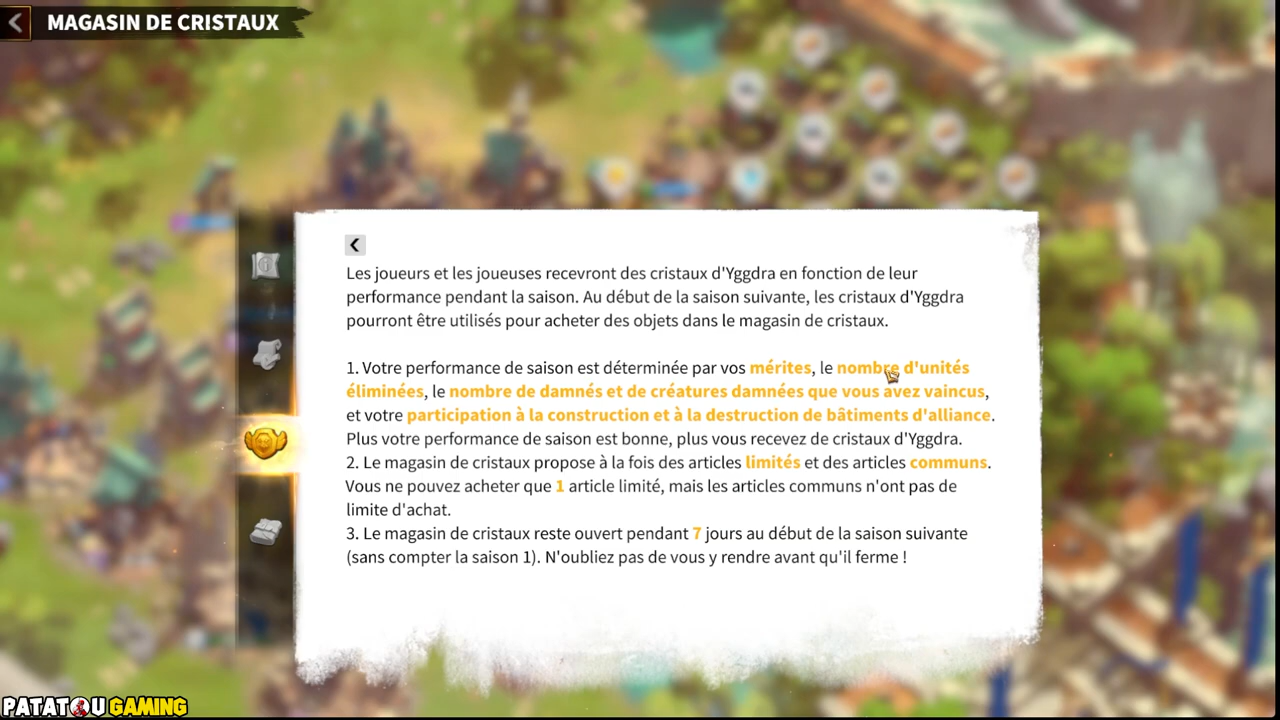 MAGASIN DE CRISTAUX
Les joueurs et les joueuses recevront des cristaux d'Yggdra en fonction de leur
performance pendant la saison. Au début de la saison suivante, les cristaux d'Yggdra
pourront être utilisés pour acheter des objets dans le magasin de cristaux.
1. Votre performance de saison est déterminée par vos mérites, le nombre d'unités
éliminées, le nombre de damnés et de créatures damnées que vous avez vaincus,
et votre participation à la construction et à la destruction de bâtiments d'alliance.
Plus votre performance de saison est bonne, plus vous recevez de cristaux d'Yggdra.
2. Le magasin de cristaux propose à la fois des articles limités et des articles communs.
Vous ne pouvez acheter que 1 article limité, mais les articles communs n'ont pas de
limite d'achat.
3. Le magasin de cristaux reste ouvert pendant 7 jours au début de la saison suivante
(sans compter la saison 1). N'oubliez pas de vous y rendre avant qu'il ferme !
PATATOU GAMING